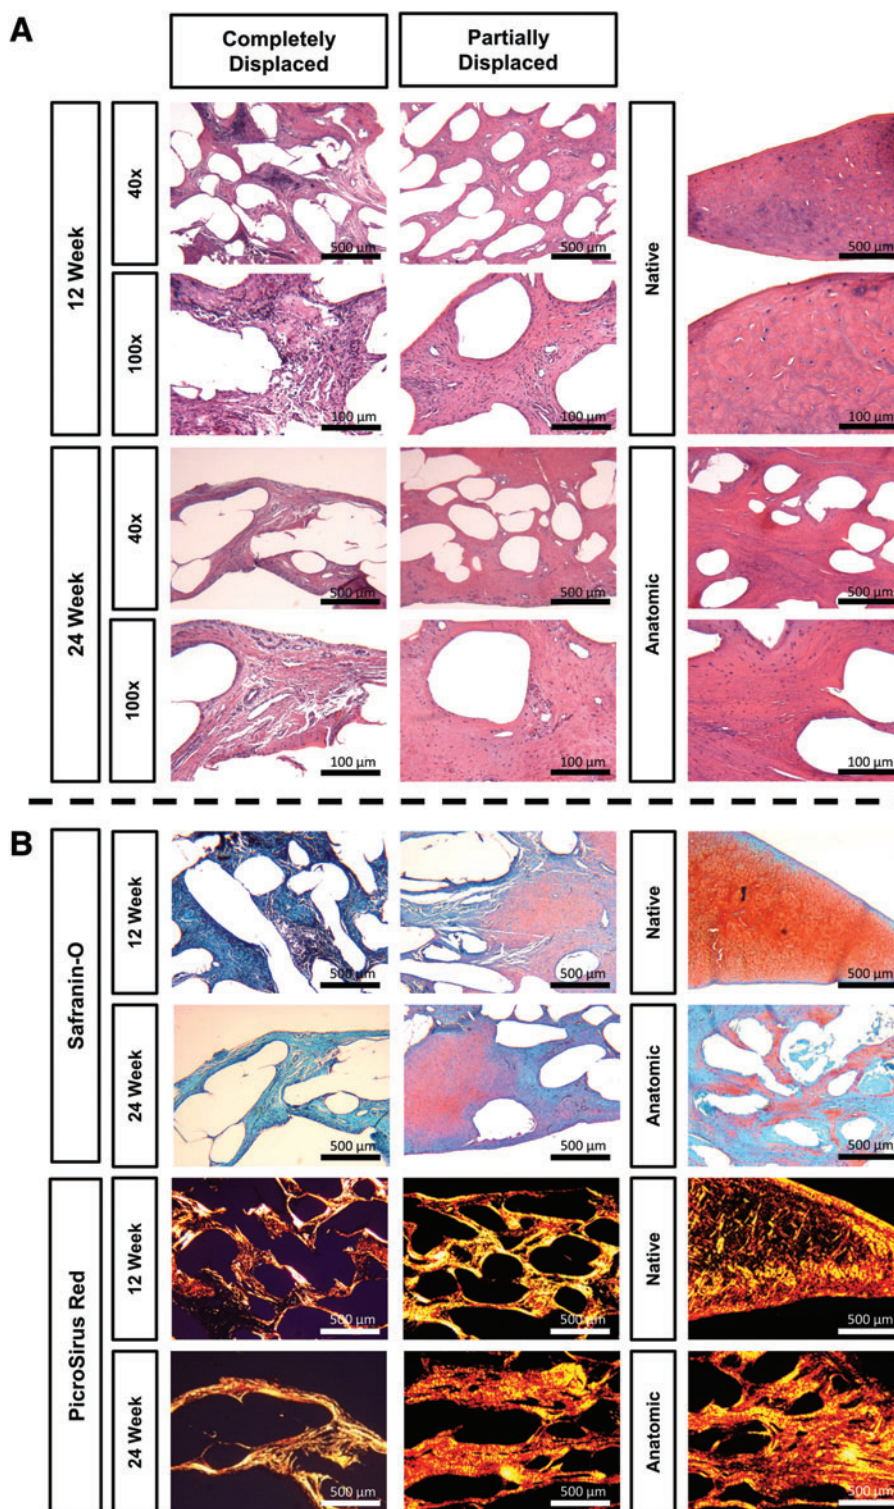 A
Completely
Displaced
Partially
Displaced
12 Week
40x
500 µm
500 µm
Native
500 µm
100x
100 µm
100 µm
100 µm
24 Week
40x
500 µm
500 µm
Anatomic
500 µm
100x
100 µm
100 µm
100 µm
B
Safranin-O
12 Week
500 µm
500 µm
Native
500 µm
24 Week
500 µm
500 µm
Anatomic
500 µm
PicroSirus Red
12 Week
500 µm
500 µm
Native
500 µm
24 Week
500 µm
500 µm
Anatomic
500 µm